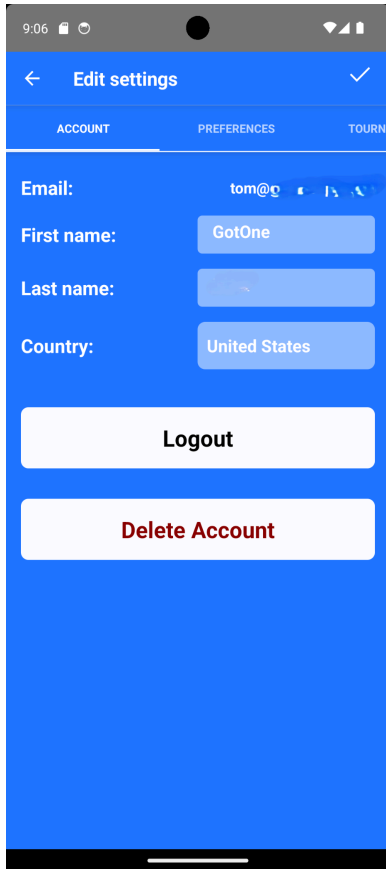 9:06
Edit settings
ACCOUNT PREFERENCES TOURN
Email: tom@
First name: GotOne
Last name:
Country: United States
Logout
Delete Account